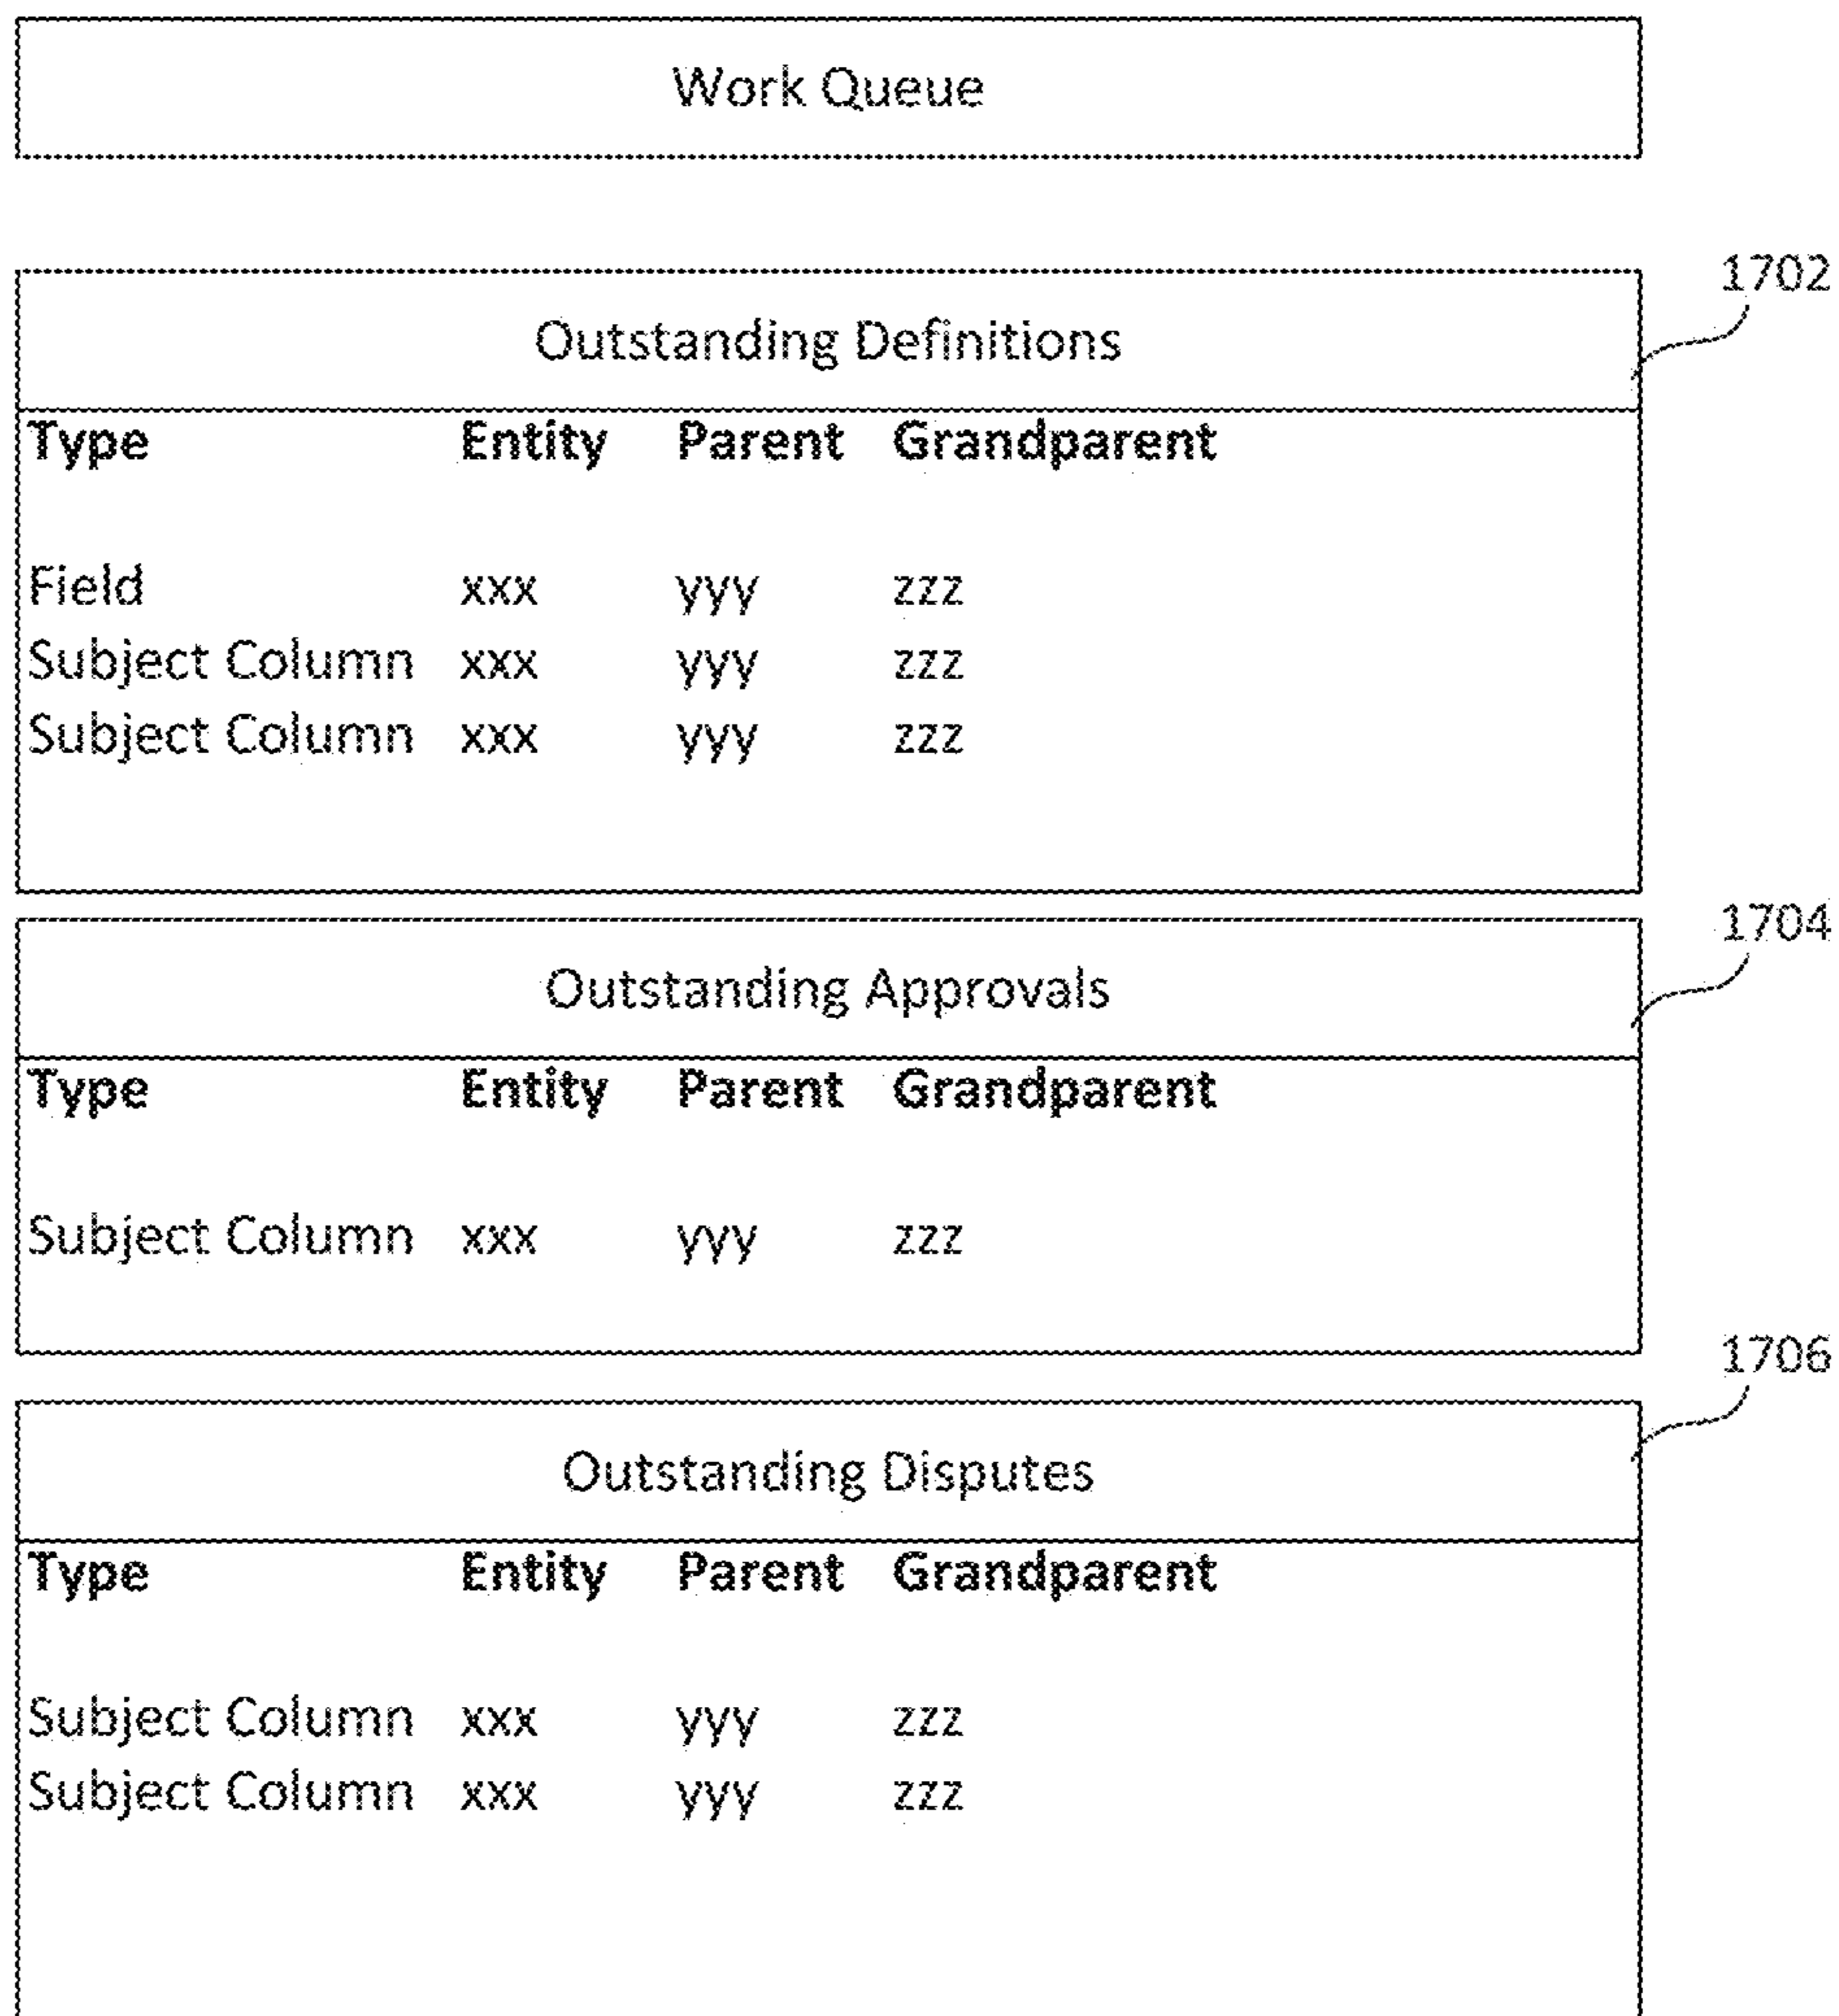 Work Queue
1702
Outstanding Definitions
Type Entity Parent Grandparent
Field xxx yyy zzz
Subject Column xxx yyy zzz
Subject Column xxx yyy zzz
1704
Outstanding Approvals
Type Entity Parent Grandparent
Subject Column xxx yyy zzz
1706
Outstanding Disputes
Type Entity Parent Grandparent
Subject Column xxx yyy zzz
Subject Column xxx yyy zzz